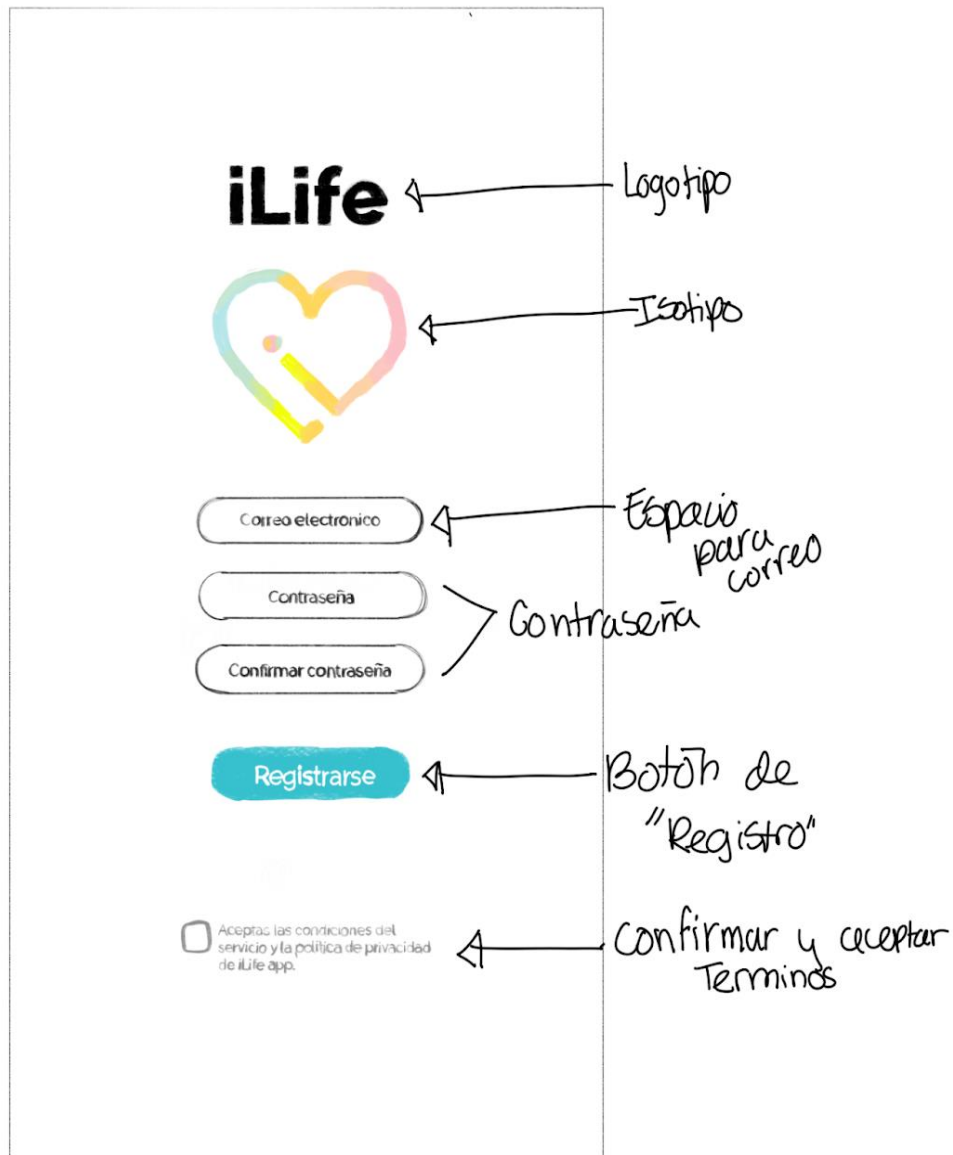 iLife
Logotipo
Isotipo
Correo electronico
Espacio
para
correo
Contraseña
Contraseña
Confirmar contraseña
Registrarse
Botón de
"Registro"
Aceptas las condiciones del
servicio y la política de privacidad
de iLife app.
Confirmar y aceptar
Terminos